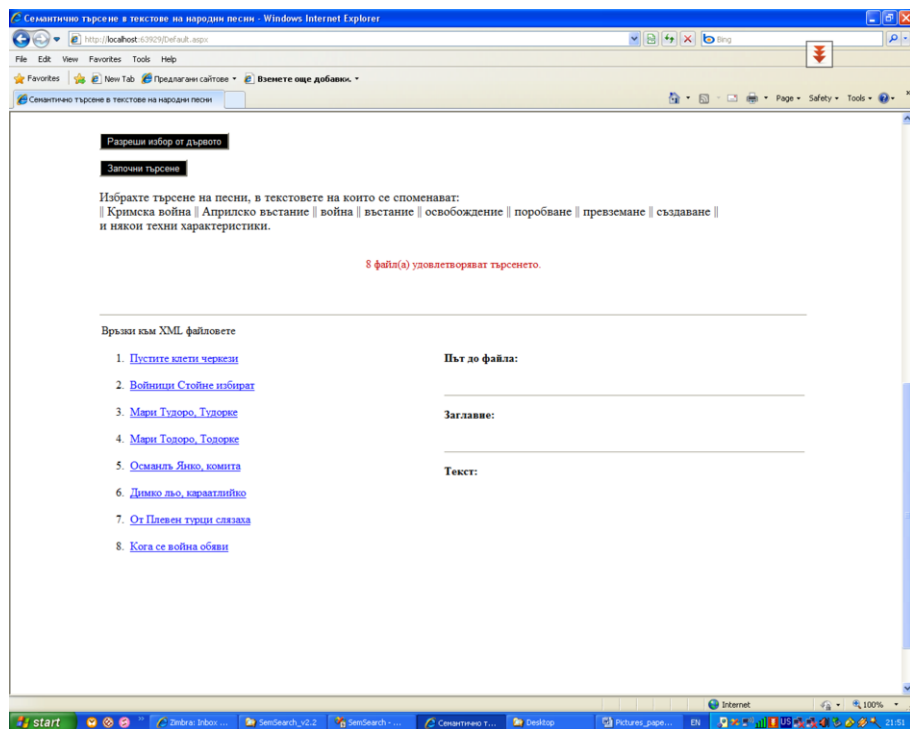 Семантично търсене в текстове на народни песни - Windows Internet Explorer
http://localhost:63929/Default.aspx
Bing
File Edit View Favorites Tools Help
Favorites New Tab Предлагани сайтове Вземете още добавки.
Семантично търсене в текстове на народни песни
Page Safety Tools
Разреши избор от дървото
Започни търсене
Избрахте търсене на песни, в текстовете на които се споменават:
|| Кримска война || Априлско въстание || война || въстание || освобождение || поробване || превземане || създаване ||
и някои техни характеристики.
8 файл(а) удовлетворяват търсенето.
Връзки към XML файловете
1. Пустите клети черкези
2. Войници Стойне избират
3. Мари Тудоро, Тудорке
4. Мари Тодоро, Тодорке
5. Османлъ Янко, комита
6. Димко льо, караатлийко
7. От Плевен турци слязаха
8. Кога се война обяви
Път до файла:
Заглавие:
Текст:
Internet 100%
start Zimbra: Inbox ... SemSearch_v2.2 SemSearch - ... Семантично т... Desktop Pictures_pape... EN US 21:51